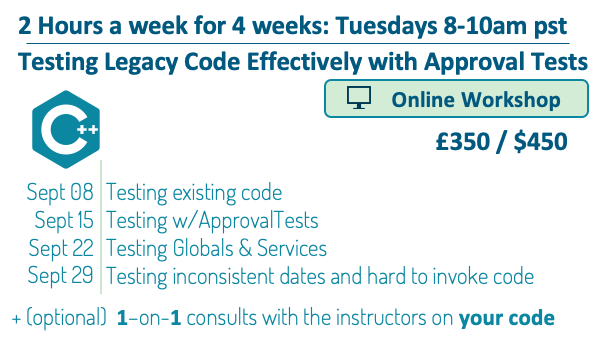 2 Hours a week for 4 weeks: Tuesdays 8-10am pst
Testing Legacy Code Effectively with Approval Tests
Online Workshop
C++
£350 / $450
Sept 08 Testing existing code
Sept 15 Testing w/ApprovalTests
Sept 22 Testing Globals & Services
Sept 29 Testing inconsistent dates and hard to invoke code
+ (optional) 1-on-1 consults with the instructors on your code